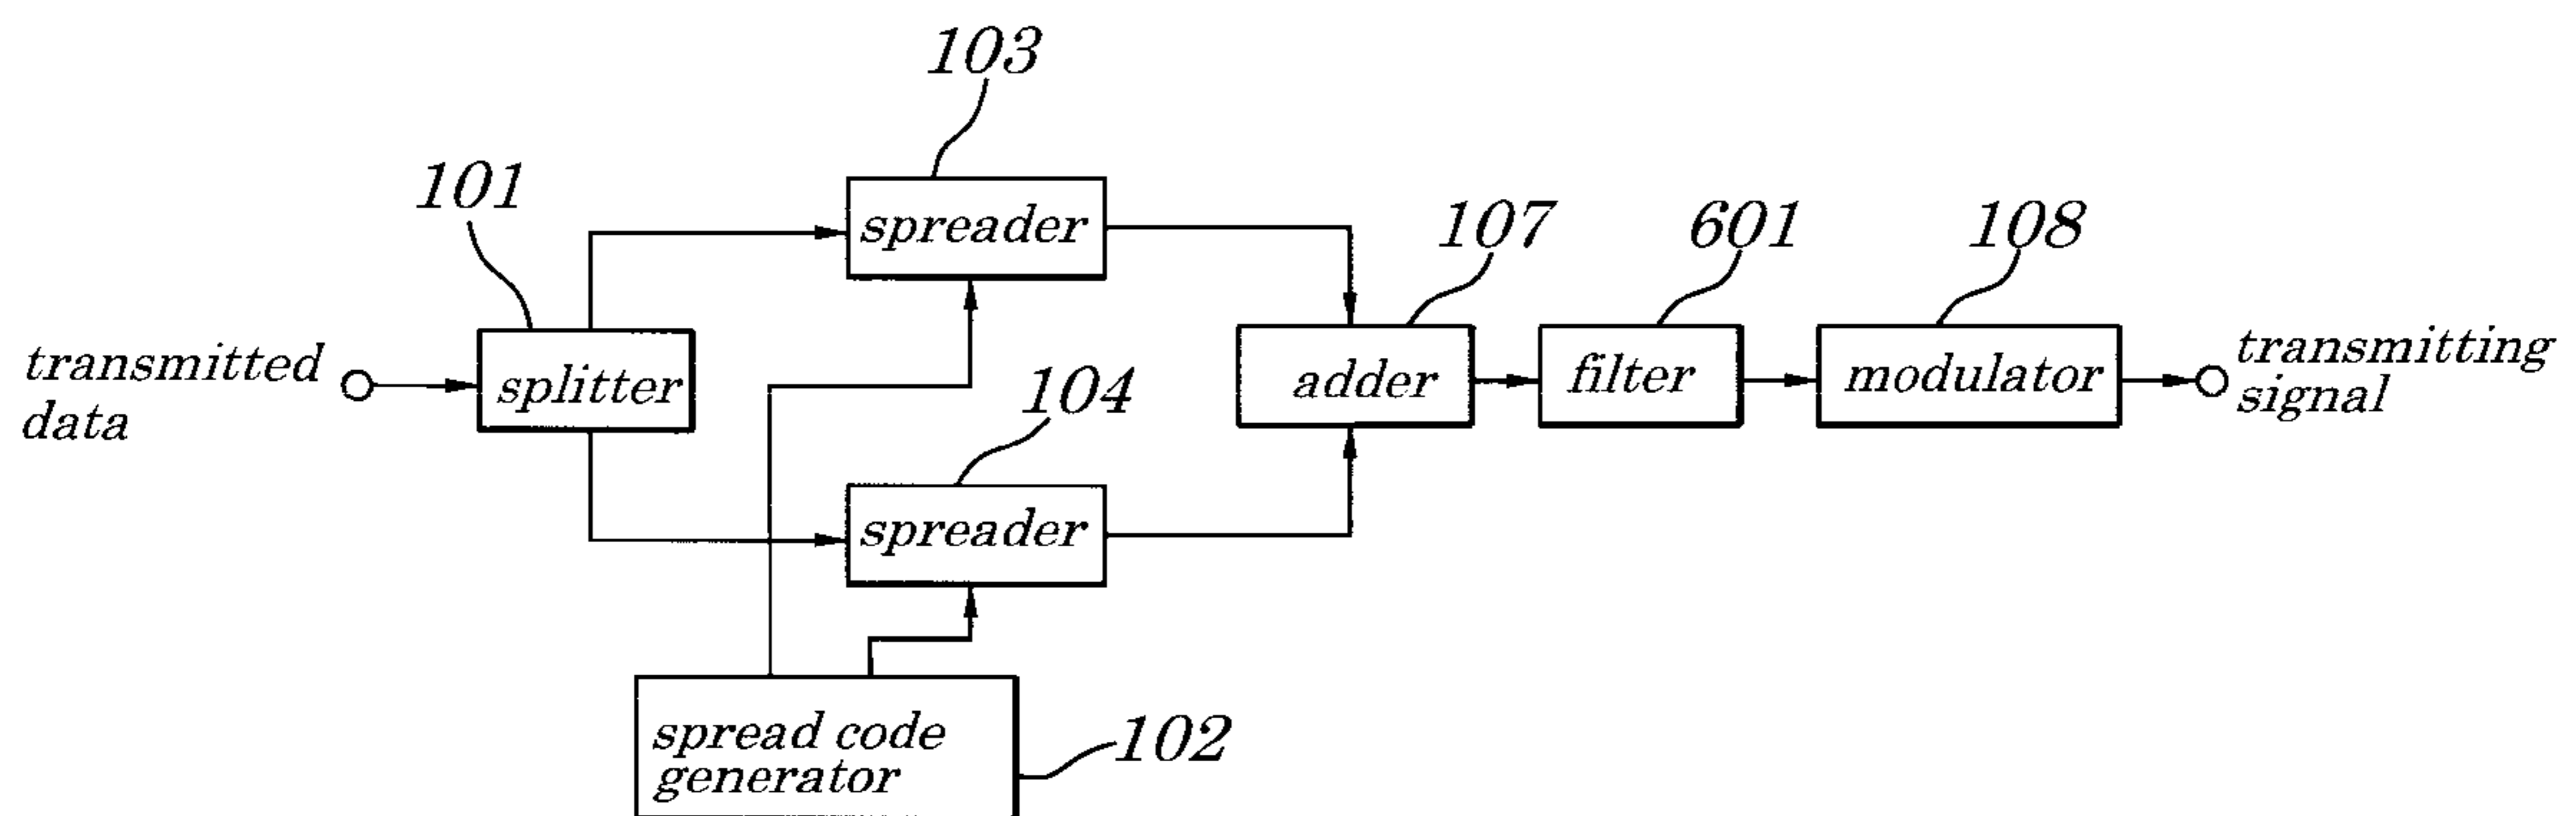 103
101
spreader
107
601
108
transmitted
data
splitter
104
adder
filter
modulator
transmitting
signal
spreader
spread code
generator
102